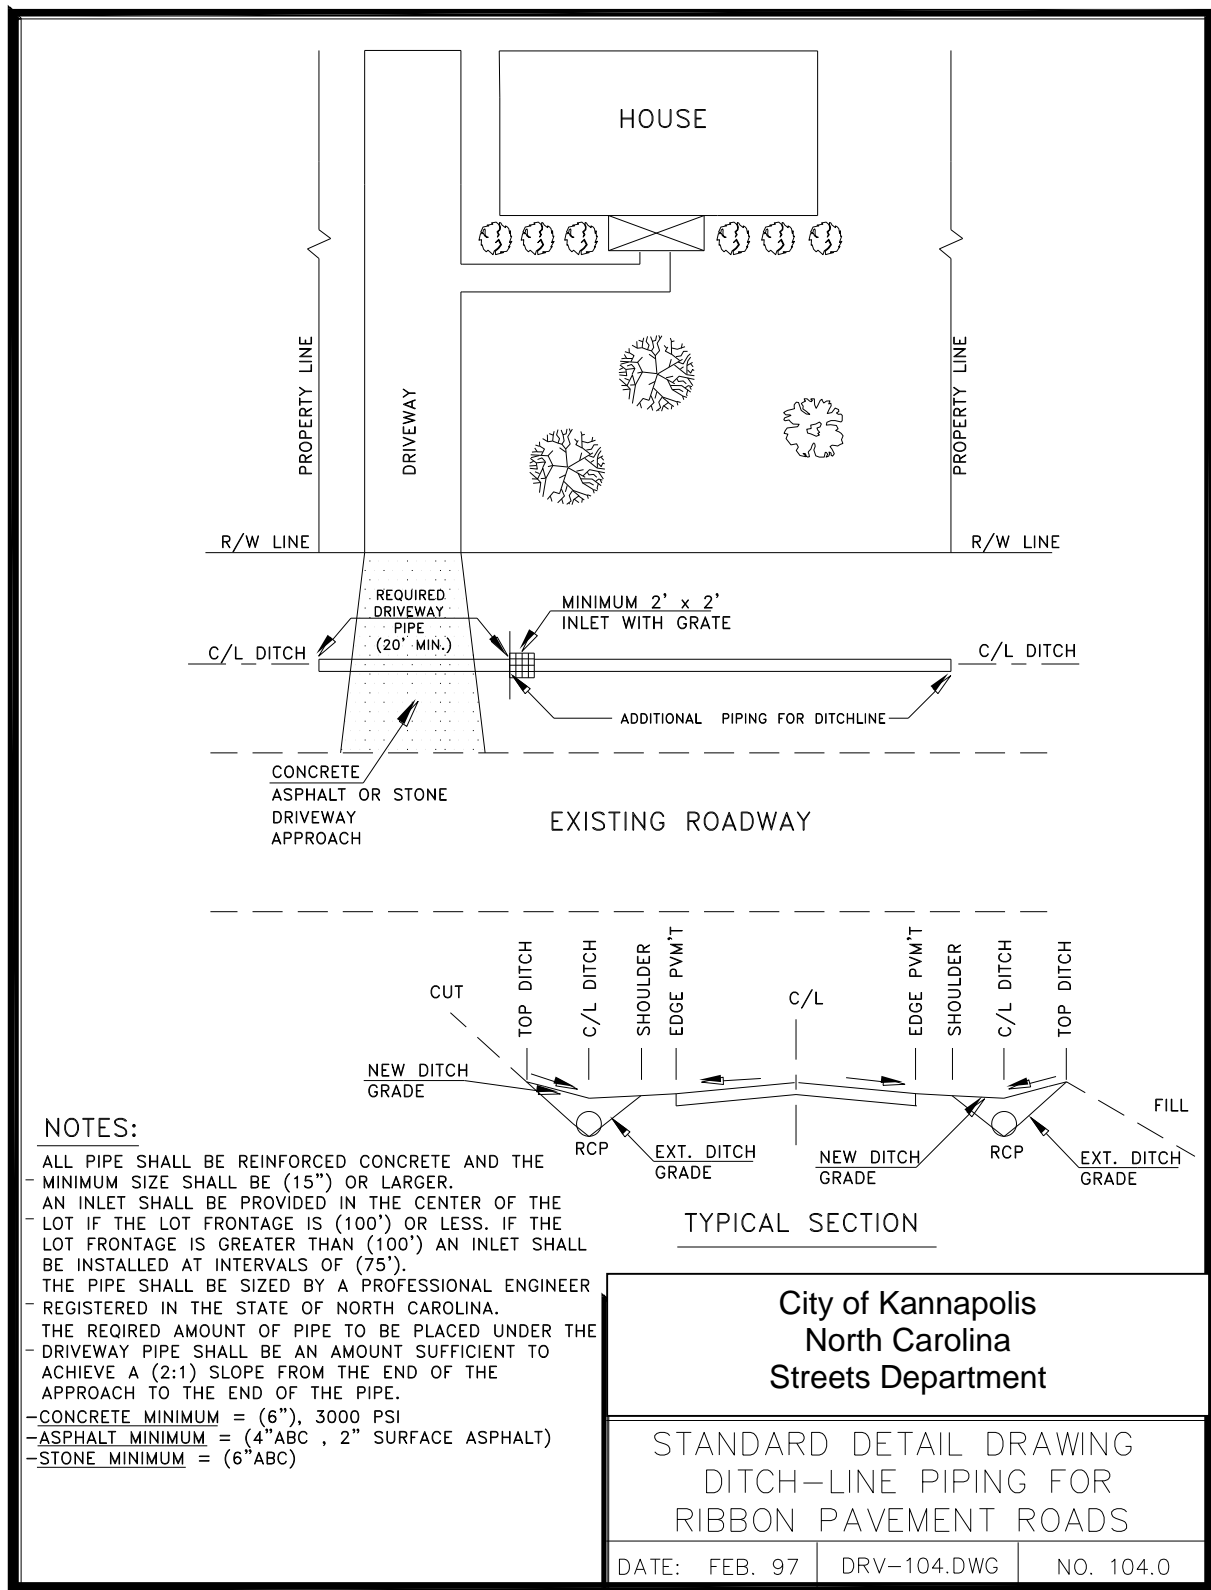 HOUSE
PROPERTY LINE
DRIVEWAY
PROPERTY LINE
R/W LINE
R/W LINE
REQUIRED
DRIVEWAY
PIPE
(20' MIN.)
MINIMUM 2' x 2'
INLET WITH GRATE
C/L DITCH
C/L DITCH
ADDITIONAL PIPING FOR DITCHLINE
CONCRETE
ASPHALT OR STONE
DRIVEWAY
APPROACH
EXISTING ROADWAY
CUT
TOP DITCH
C/L DITCH
SHOULDER
EDGE PVM'T
C/L
EDGE PVM'T
SHOULDER
C/L DITCH
TOP DITCH
NEW DITCH
GRADE
FILL
RCP
EXT. DITCH
GRADE
NEW DITCH
GRADE
RCP
EXT. DITCH
GRADE
TYPICAL SECTION
NOTES:
ALL PIPE SHALL BE REINFORCED CONCRETE AND THE
- MINIMUM SIZE SHALL BE (15") OR LARGER.
AN INLET SHALL BE PROVIDED IN THE CENTER OF THE
- LOT IF THE LOT FRONTAGE IS (100') OR LESS. IF THE
LOT FRONTAGE IS GREATER THAN (100') AN INLET SHALL
BE INSTALLED AT INTERVALS OF (75').
THE PIPE SHALL BE SIZED BY A PROFESSIONAL ENGINEER
- REGISTERED IN THE STATE OF NORTH CAROLINA.
THE REQIRED AMOUNT OF PIPE TO BE PLACED UNDER THE
- DRIVEWAY PIPE SHALL BE AN AMOUNT SUFFICIENT TO
ACHIEVE A (2:1) SLOPE FROM THE END OF THE
APPROACH TO THE END OF THE PIPE.
-CONCRETE MINIMUM = (6"), 3000 PSI
-ASPHALT MINIMUM = (4"ABC , 2" SURFACE ASPHALT)
-STONE MINIMUM = (6"ABC)
City of Kannapolis
North Carolina
Streets Department
STANDARD DETAIL DRAWING
DITCH-LINE PIPING FOR
RIBBON PAVEMENT ROADS
DATE: FEB. 97
DRV-104.DWG
NO. 104.0